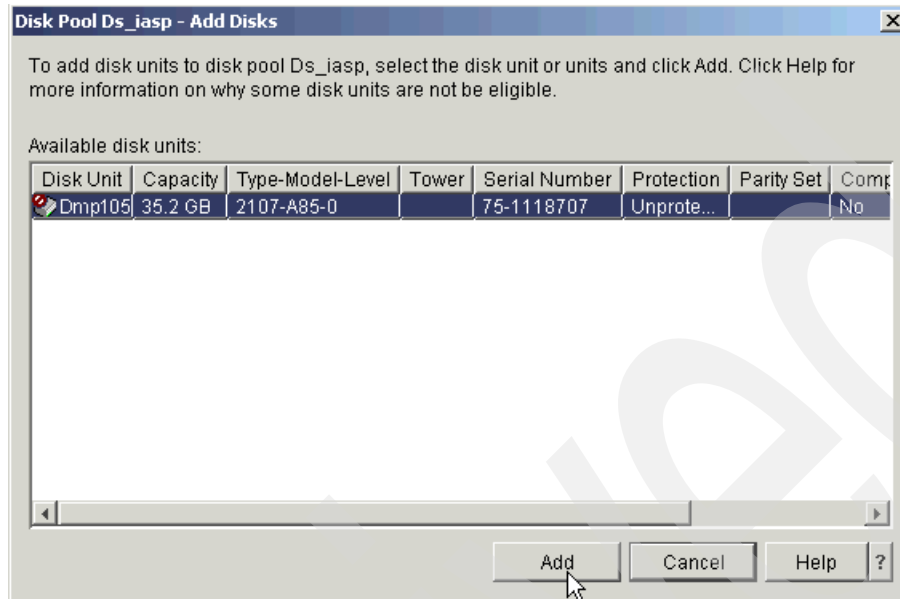 Disk Pool Ds_iasp - Add Disks
To add disk units to disk pool Ds_iasp, select the disk unit or units and click Add. Click Help for
more information on why some disk units are not be eligible.
Available disk units:
Disk Unit Capacity Type-Model-Level Tower Serial Number Protection Parity Set Comp
Dmp105 35.2 GB 2107-A85-0 75-1118707 Unprote... No
Add Cancel Help ?